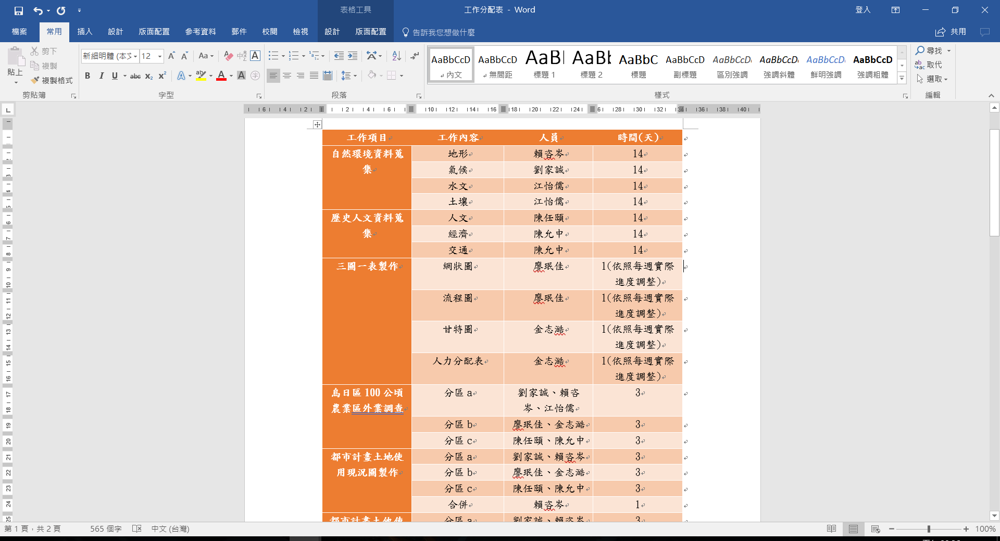 表格工具
工作分配表 - Word
登入
檔案 常用 插入 設計 版面配置 參考資料 郵件 校閱 檢視 設計 版面配置 告訴我您想做什麼 共用
貼上
剪下
複製
複製格式
剪貼簿
新細明體 (本文 12
字型
段落
AaBbCcD AaBbCcD AaBb AaBb AaBbC AaBbCcD AaBbCcD AaBbCcD AaBbCcD AaBbCcD
內文 無間距 標題 1 標題 2 標題 副標題 區別強調 強調斜體 鮮明強調 強調粗體
樣式
尋找
取代
選取
編輯
工作項目 工作內容 人員 時間(天)
自然環境資料蒐集 地形 賴咨岑 14
氣候 劉家誠 14
水文 江怡儒 14
土壤 江怡儒 14
歷史人文資料蒐集 人文 陳任頤 14
經濟 陳允中 14
交通 陳允中 14
三圖一表製作 網狀圖 廖珉佳 1(依照每週實際進度調整)
流程圖 廖珉佳 1(依照每週實際進度調整)
甘特圖 金志澔 1(依照每週實際進度調整)
人力分配表 金志澔 1(依照每週實際進度調整)
烏日區 100 公頃農業區外業調查 分區 a 劉家誠、賴咨岑、江怡儒 3
分區 b 廖珉佳、金志澔 3
分區 c 陳任頤、陳允中 3
都市計畫土地使用現況圖製作 分區 a 劉家誠、賴咨岑 3
分區 b 廖珉佳、金志澔 3
分區 c 陳任頤、陳允中 3
合併 賴咨岑 1
都市計畫土地使 分區 a 劉家誠、賴咨岑 3
第 1 頁，共 2 頁 565 個字 中文 (台灣) 100%